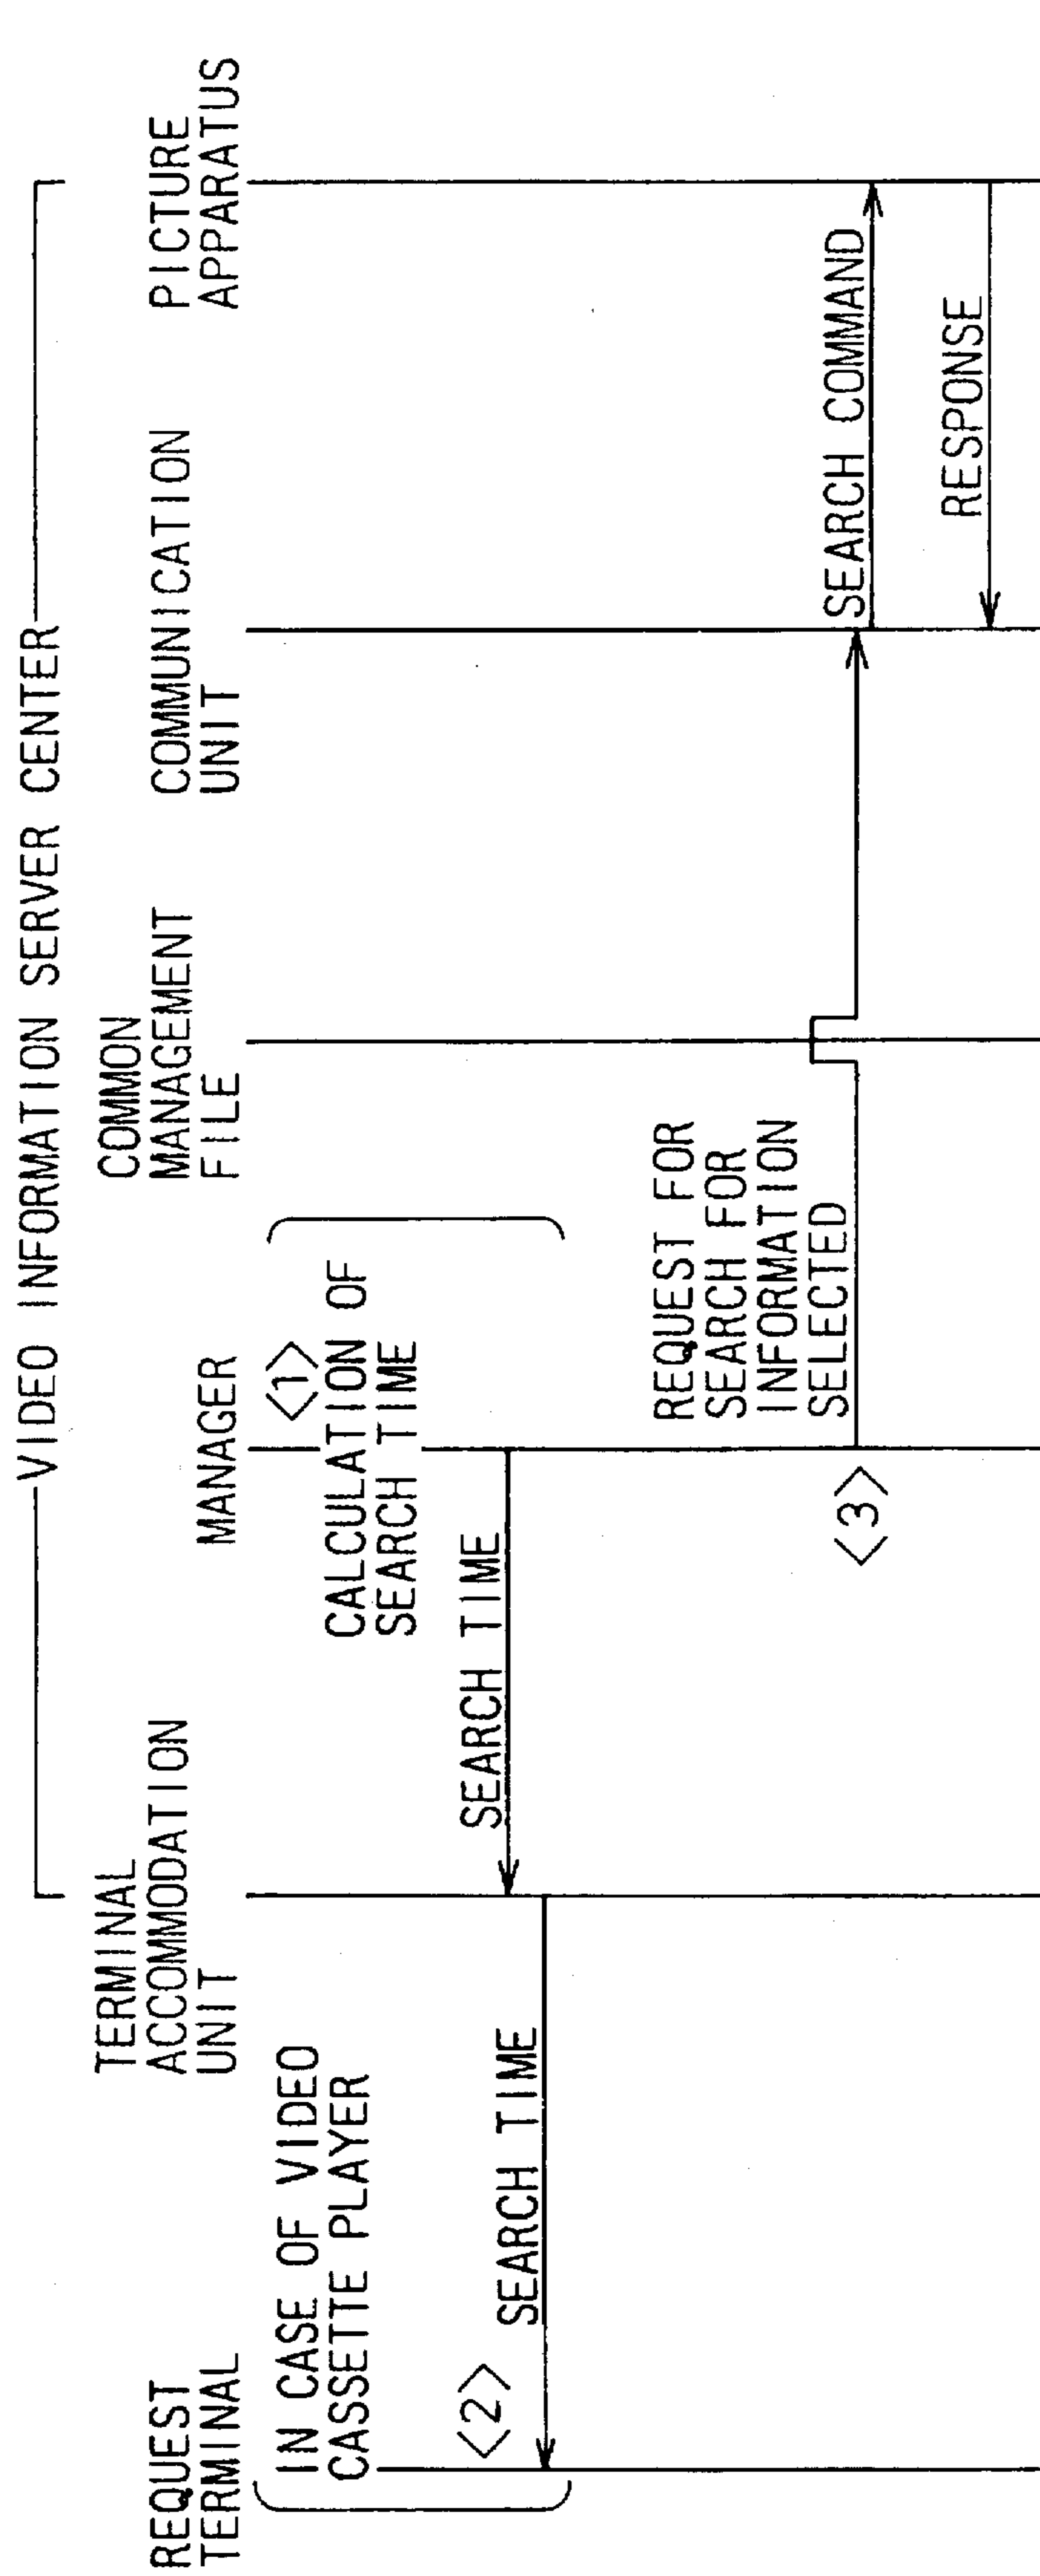 VIDEO INFORMATION SERVER CENTER
REQUEST
TERMINAL
TERMINAL
ACCOMMODATION
UNIT
MANAGER
COMMON
MANAGEMENT
FILE
COMMUNICATION
UNIT
PICTURE
APPARATUS
IN CASE OF VIDEO
CASSETTE PLAYER
<1>
CALCULATION OF
SEARCH TIME
SEARCH TIME
<2>
SEARCH TIME
REQUEST FOR
SEARCH FOR
INFORMATION
SELECTED
<3>
SEARCH COMMAND
RESPONSE